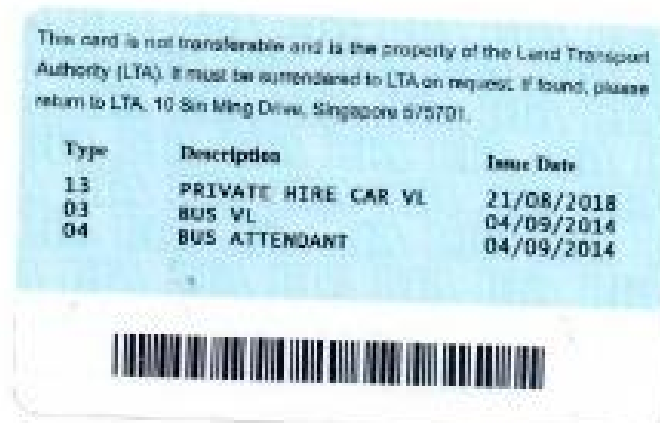 This card is not transferable and is the property of the Land Transport
Authority (LTA). It must be surrendered to LTA on request. If found, please
return to LTA, 10 Sin Ming Drive, Singapore 575701.
Type Description Issue Date
13 PRIVATE HIRE CAR VL 21/08/2018
03 BUS VL 04/09/2014
04 BUS ATTENDANT 04/09/2014